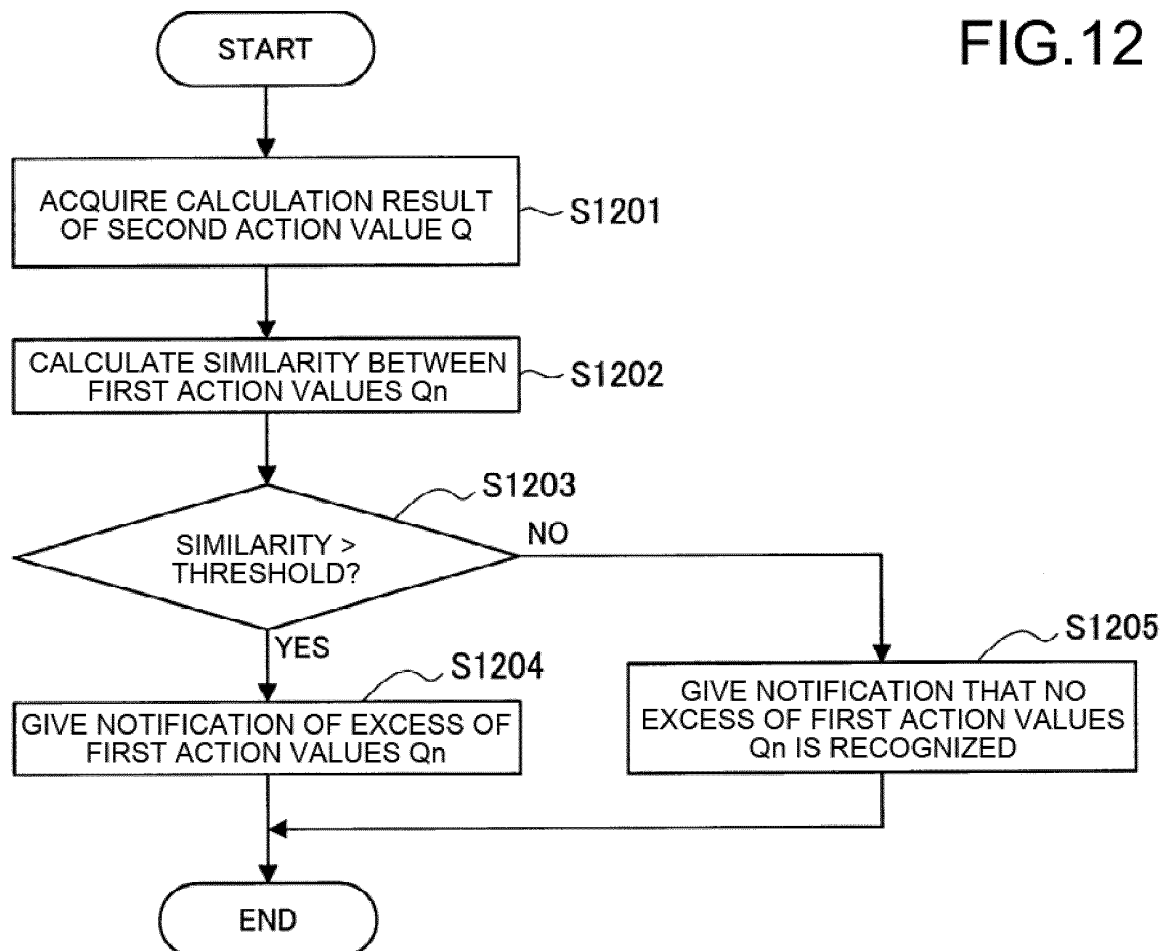 FIG.12
START
ACQUIRE CALCULATION RESULT
OF SECOND ACTION VALUE Q
S1201
CALCULATE SIMILARITY BETWEEN
FIRST ACTION VALUES Qn
S1202
S1203
SIMILARITY >
THRESHOLD?
NO
YES
S1204
GIVE NOTIFICATION OF EXCESS OF
FIRST ACTION VALUES Qn
S1205
GIVE NOTIFICATION THAT NO
EXCESS OF FIRST ACTION VALUES
Qn IS RECOGNIZED
END